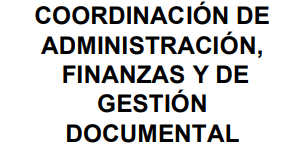 COORDINACIÓN DE
ADMINISTRACIÓN,
FINANZAS Y DE
GESTIÓN
DOCUMENTAL